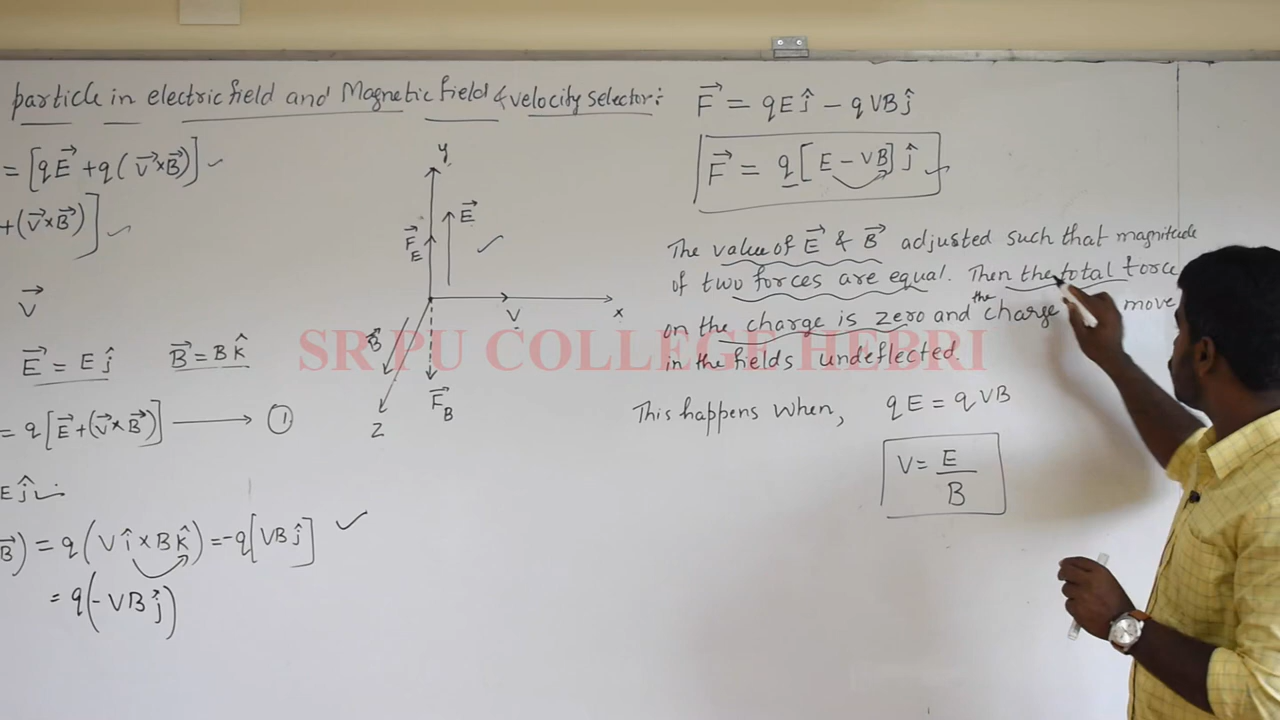 particle in electric field and Magnetic field & velocity selector:
= [qE⃗ + q(V⃗×B⃗)]
+(V⃗×B⃗)]
V⃗
E⃗ = E ĵ B⃗ = B k̂
= q[E⃗+(V⃗×B⃗)] ⟶ ①
E ĵ
B⃗) = q(V î × B k̂) = -q[VB ĵ]
= q(-VB ĵ)
y
E⃗
F⃗E
x
V
B⃗
F⃗B
Z
F⃗ = qE ĵ - qVB ĵ
F⃗ = q[E - VB] ĵ
The value of E⃗ & B⃗ adjusted such that magnitude
of two forces are equal. Then the total force
on the charge is zero and the charge move
in the fields undeflected.
This happens when, qE = qVB
V = E/B
SR PU COLLEGE HEBRI